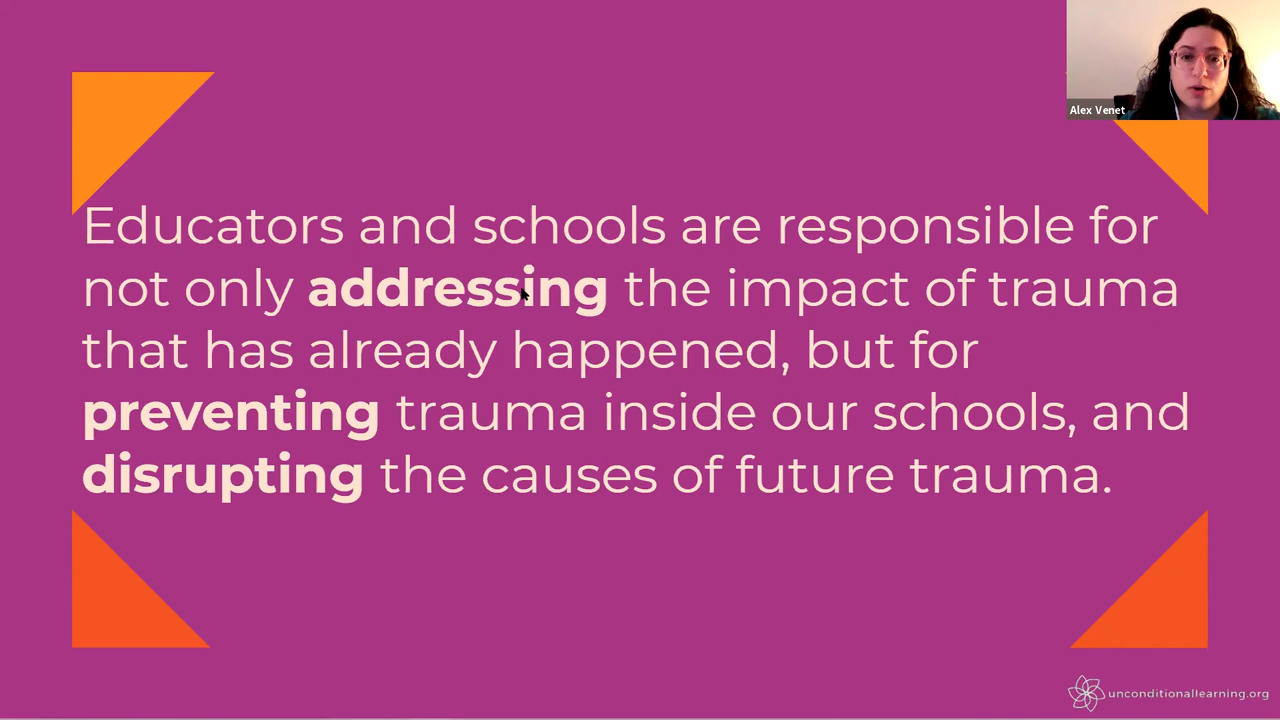 Alex Venet
Educators and schools are responsible for
not only addressing the impact of trauma
that has already happened, but for
preventing trauma inside our schools, and
disrupting the causes of future trauma.
unconditionallearning.org